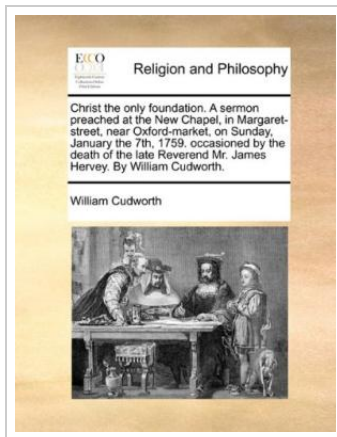 ECCO
Religion and Philosophy
Christ the only foundation. A sermon
preached at the New Chapel, in Margaret-
street, near Oxford-market, on Sunday,
January the 7th, 1759. occasioned by the
death of the late Reverend Mr. James
Hervey. By William Cudworth.
William Cudworth